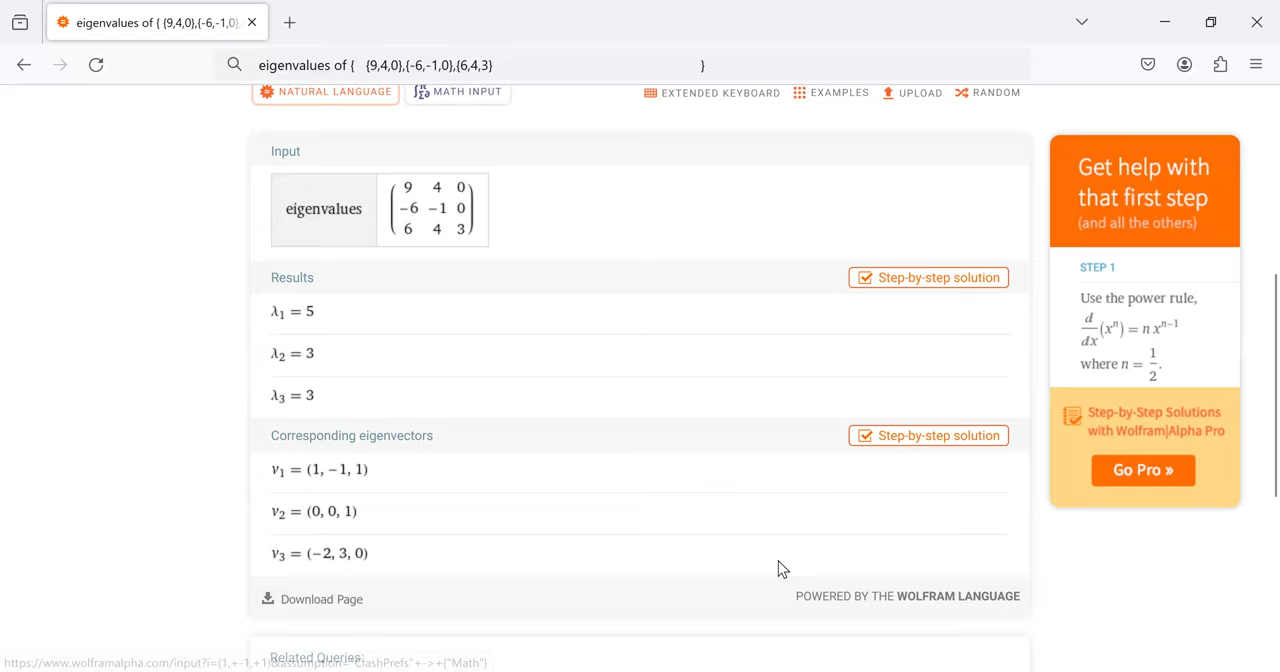 eigenvalues of { {9,4,0},{-6,-1,0},
eigenvalues of { {9,4,0},{-6,-1,0},{6,4,3} }
NATURAL LANGUAGE
MATH INPUT
EXTENDED KEYBOARD
EXAMPLES
UPLOAD
RANDOM
Input
eigenvalues
9 4 0
−6 −1 0
6 4 3
Results
Step-by-step solution
λ1 = 5
λ2 = 3
λ3 = 3
Corresponding eigenvectors
Step-by-step solution
v1 = (1, −1, 1)
v2 = (0, 0, 1)
v3 = (−2, 3, 0)
Download Page
POWERED BY THE WOLFRAM LANGUAGE
Related Queries:
https://www.wolframalpha.com/input?i=(1,+-1,+1)&assumption="ClashPrefs"+->+{"Math"}
Get help with
that first step
(and all the others)
STEP 1
Use the power rule,
d/dx (xⁿ) = n xⁿ⁻¹
where n = 1/2.
Step-by-Step Solutions
with Wolfram|Alpha Pro
Go Pro »